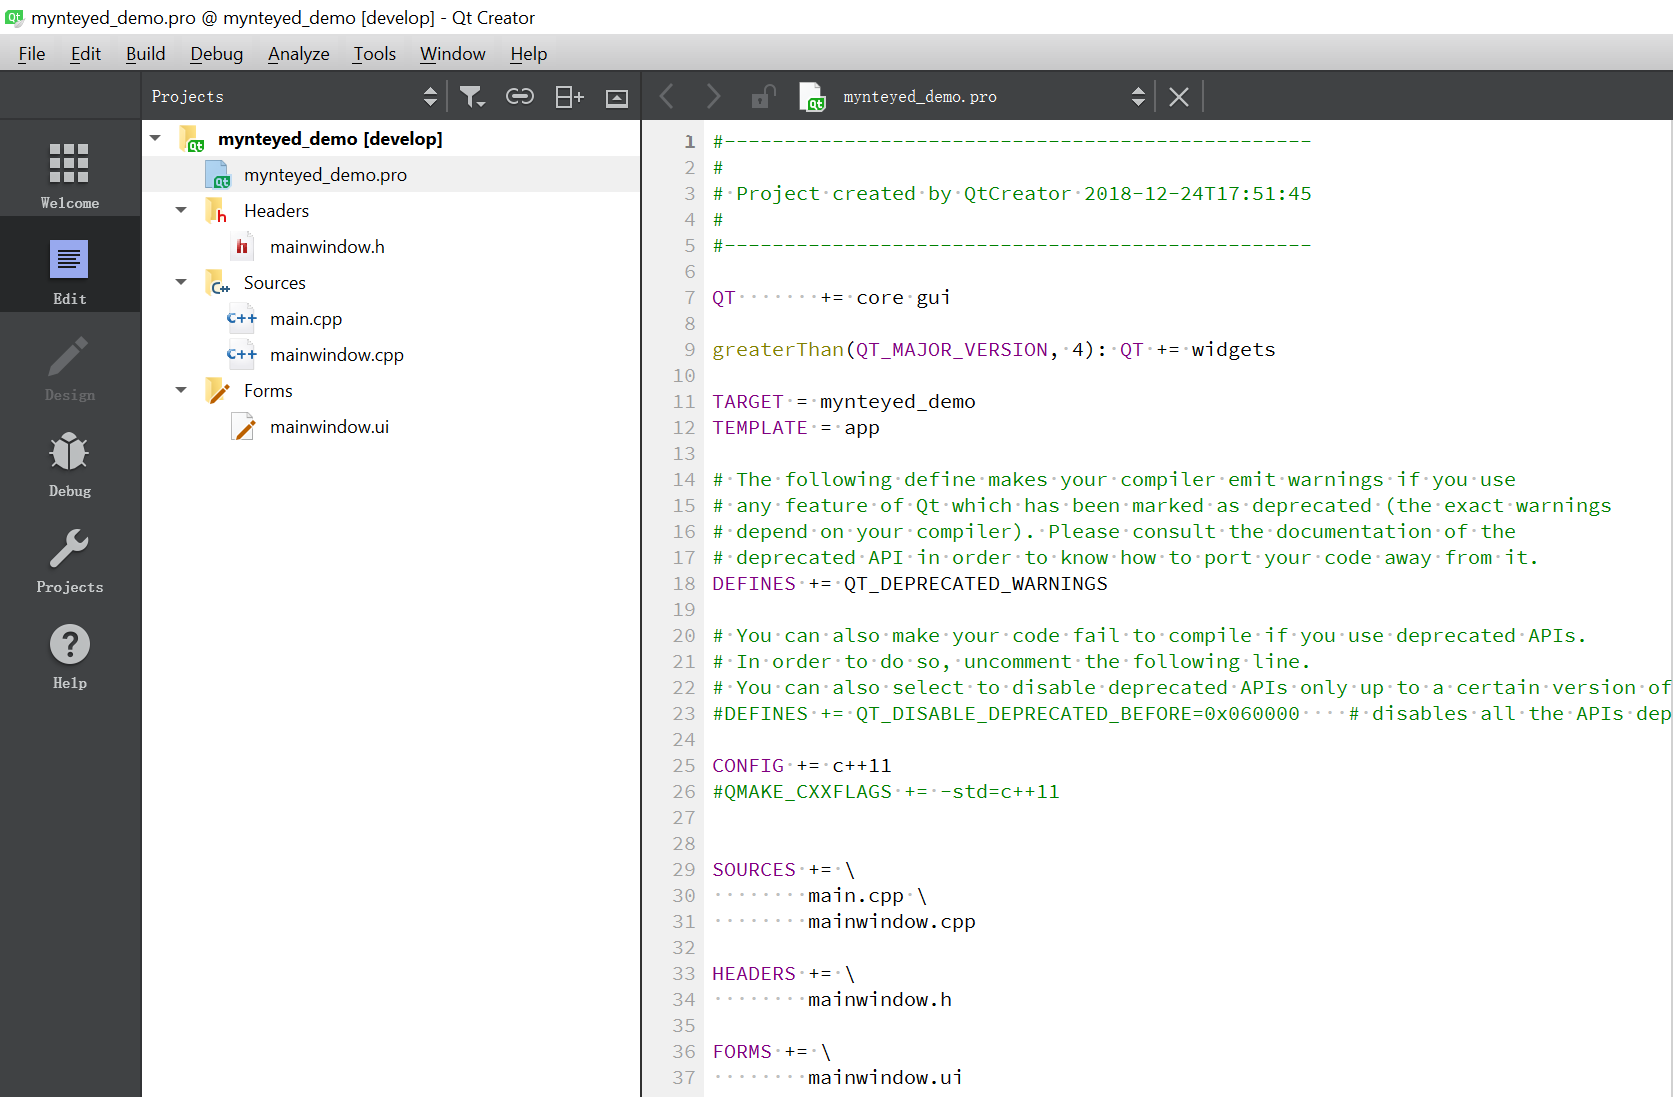 mynteyed_demo.pro @ mynteyed_demo [develop] - Qt Creator
File Edit Build Debug Analyze Tools Window Help
Projects
mynteyed_demo.pro
Welcome
Edit
Design
Debug
Projects
Help
mynteyed_demo [develop]
mynteyed_demo.pro
Headers
mainwindow.h
Sources
main.cpp
mainwindow.cpp
Forms
mainwindow.ui
1 #-------------------------------------------------
2 #
3 # Project created by QtCreator 2018-12-24T17:51:45
4 #
5 #-------------------------------------------------
6
7 QT       += core gui
8
9 greaterThan(QT_MAJOR_VERSION, 4): QT += widgets
10
11 TARGET = mynteyed_demo
12 TEMPLATE = app
13
14 # The following define makes your compiler emit warnings if you use
15 # any feature of Qt which has been marked as deprecated (the exact warnings
16 # depend on your compiler). Please consult the documentation of the
17 # deprecated API in order to know how to port your code away from it.
18 DEFINES += QT_DEPRECATED_WARNINGS
19
20 # You can also make your code fail to compile if you use deprecated APIs.
21 # In order to do so, uncomment the following line.
22 # You can also select to disable deprecated APIs only up to a certain version of
23 #DEFINES += QT_DISABLE_DEPRECATED_BEFORE=0x060000    # disables all the APIs dep
24
25 CONFIG += c++11
26 #QMAKE_CXXFLAGS += -std=c++11
27
28
29 SOURCES += \
30         main.cpp \
31         mainwindow.cpp
32
33 HEADERS += \
34         mainwindow.h
35
36 FORMS += \
37         mainwindow.ui